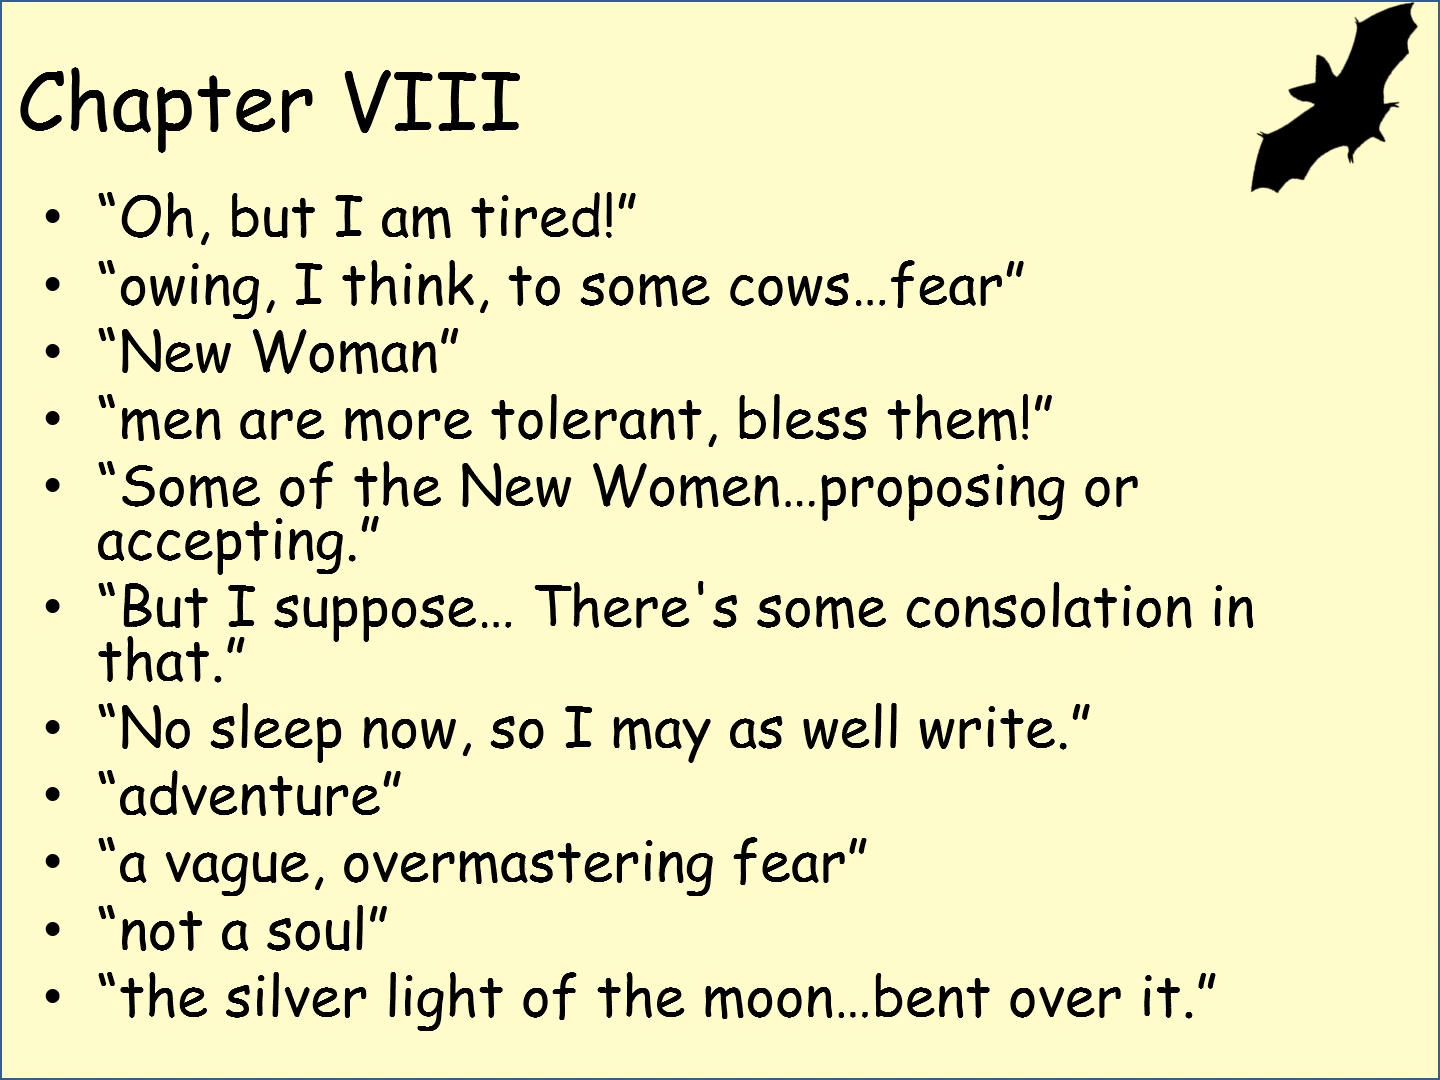 Chapter VIII
• “Oh, but I am tired!”
• “owing, I think, to some cows…fear”
• “New Woman”
• “men are more tolerant, bless them!”
• “Some of the New Women…proposing or
accepting.”
• “But I suppose… There's some consolation in
that.”
• “No sleep now, so I may as well write.”
• “adventure”
• “a vague, overmastering fear”
• “not a soul”
• “the silver light of the moon…bent over it.”